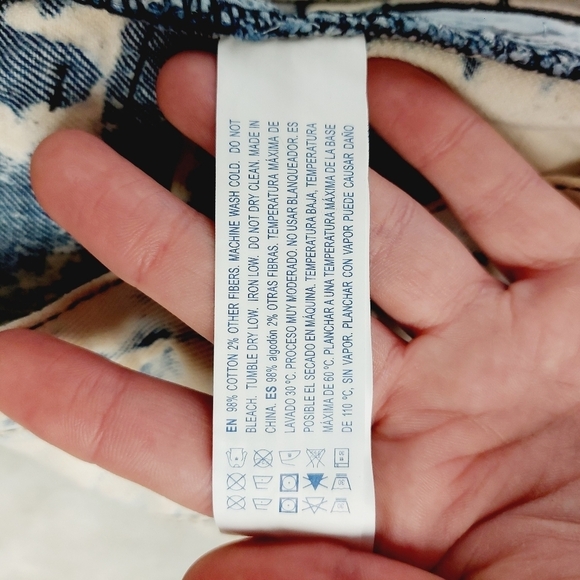 EN 98% COTTON 2% OTHER FIBERS. MACHINE WASH COLD. DO NOT
BLEACH. TUMBLE DRY LOW. IRON LOW. DO NOT DRY CLEAN. MADE IN
CHINA. ES 98% algodón 2% OTRAS FIBRAS. TEMPERATURA MÁXIMA DE
LAVADO 30 °C. PROCESO MUY MODERADO. NO USAR BLANQUEADOR. ES
POSIBLE EL SECADO EN MÁQUINA. TEMPERATURA BAJA, TEMPERATURA
MÁXIMA DE 60 °C. PLANCHAR A UNA TEMPERATURA MÁXIMA DE LA BASE
DE 110 °C, SIN VAPOR. PLANCHAR CON VAPOR PUEDE CAUSAR DAÑO